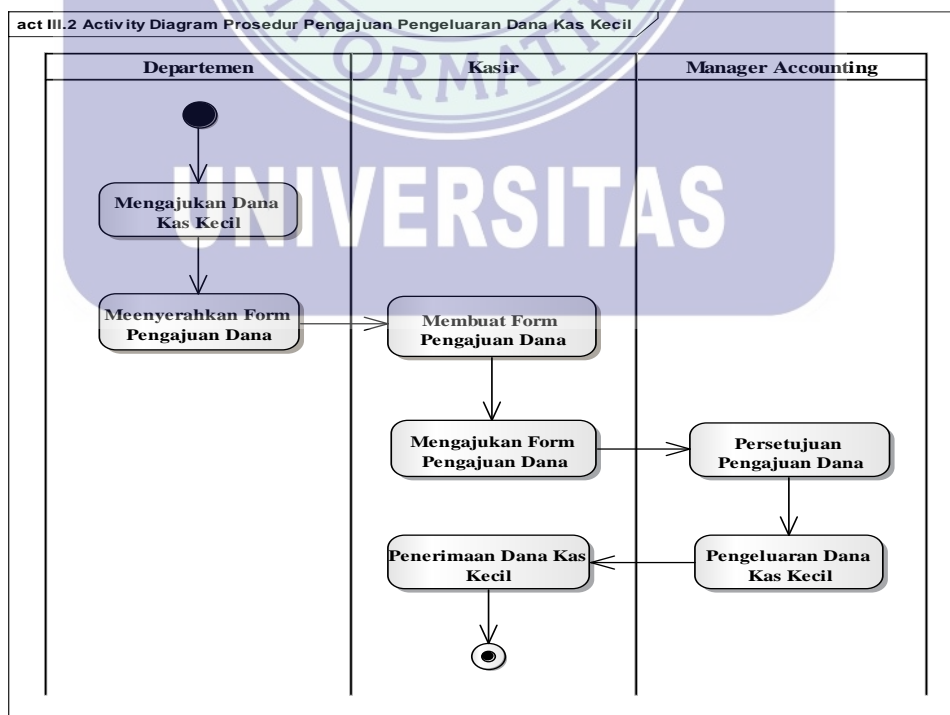 act III.2 Activity Diagram Prosedur Pengajuan Pengeluaran Dana Kas Kecil
Departemen
Kasir
Manager Accounting
UNIVERSITAS
Mengajukan Dana
Kas Kecil
Meenyerahkan Form
Pengajuan Dana
Membuat Form
Pengajuan Dana
Mengajukan Form
Pengajuan Dana
Persetujuan
Pengajuan Dana
Penerimaan Dana Kas
Kecil
Pengeluaran Dana
Kas Kecil